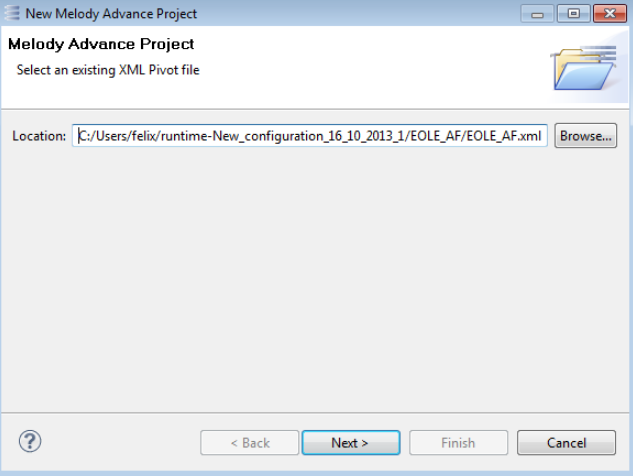 New Melody Advance Project
Melody Advance Project
Select an existing XML Pivot file
Location: C:/Users/felix/runtime-New_configuration_16_10_2013_1/EOLE_AF/EOLE_AF.xml Browse...
? < Back Next > Finish Cancel